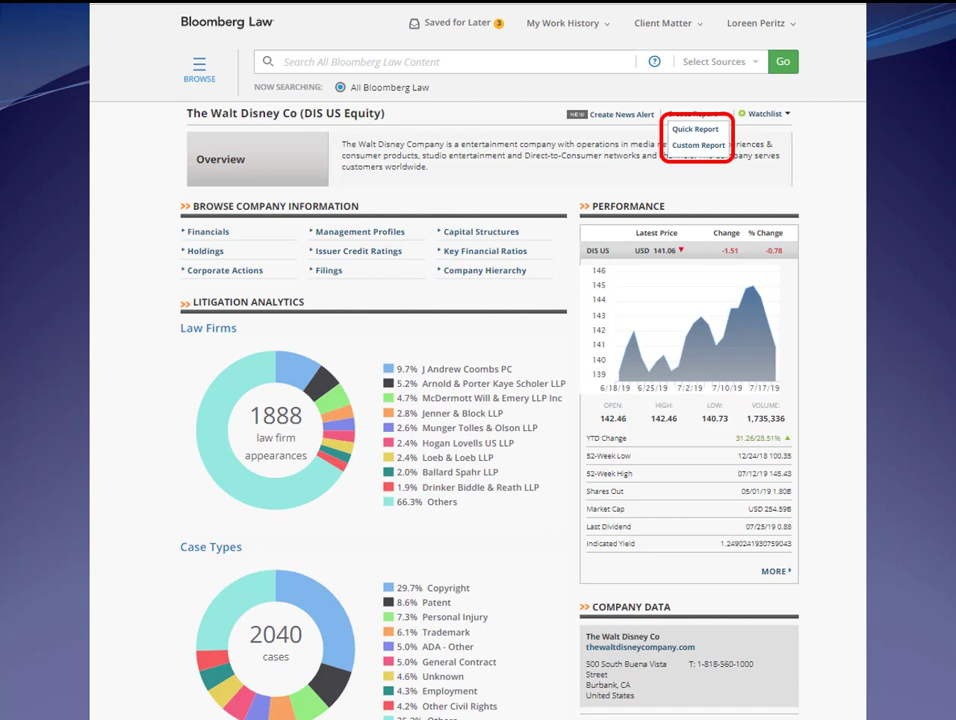 Bloomberg Law
Saved for Later 3 My Work History Client Matter Loreen Peritz
BROWSE
Search All Bloomberg Law Content ? Select Sources Go
NOW SEARCHING: All Bloomberg Law
The Walt Disney Co (DIS US Equity)
NEW Create News Alert Watchlist
Quick Report
Custom Report
Overview
The Walt Disney Company is a entertainment company with operations in media
consumer products, studio entertainment and Direct-to-Consumer networks and Company serves
customers worldwide.
BROWSE COMPANY INFORMATION
Financials Management Profiles Capital Structures
Holdings Issuer Credit Ratings Key Financial Ratios
Corporate Actions Filings Company Hierarchy
LITIGATION ANALYTICS
Law Firms
1888
law firm
appearances
9.7% J Andrew Coombs PC
5.2% Arnold & Porter Kaye Scholer LLP
4.7% McDermott Will & Emery LLP Inc
2.8% Jenner & Block LLP
2.6% Munger Tolles & Olson LLP
2.4% Hogan Lovells US LLP
2.4% Loeb & Loeb LLP
2.0% Ballard Spahr LLP
1.9% Drinker Biddle & Reath LLP
66.3% Others
Case Types
2040
cases
29.7% Copyright
8.6% Patent
7.3% Personal Injury
6.1% Trademark
5.0% ADA - Other
5.0% General Contract
4.6% Unknown
4.3% Employment
4.2% Other Civil Rights
PERFORMANCE
Latest Price Change % Change
DIS US USD 141.06 -1.51 -0.78
146
145
144
143
142
141
140
139
6/18/19 6/25/19 7/2/19 7/10/19 7/17/19
OPEN: HIGH: LOW: VOLUME:
142.46 142.46 140.73 1,735,336
YTD Change 31.26/28.51%
52-Week Low 12/24/18 100.35
52-Week High 07/12/19 145.43
Shares Out 05/01/19 1.80B
Market Cap USD 254.59B
Last Dividend 07/25/19 0.88
Indicated Yield 1.2490241930759043
MORE
COMPANY DATA
The Walt Disney Co
thewaltdisneycompany.com
500 South Buena Vista T: 1-818-560-1000
Street
Burbank, CA
United States